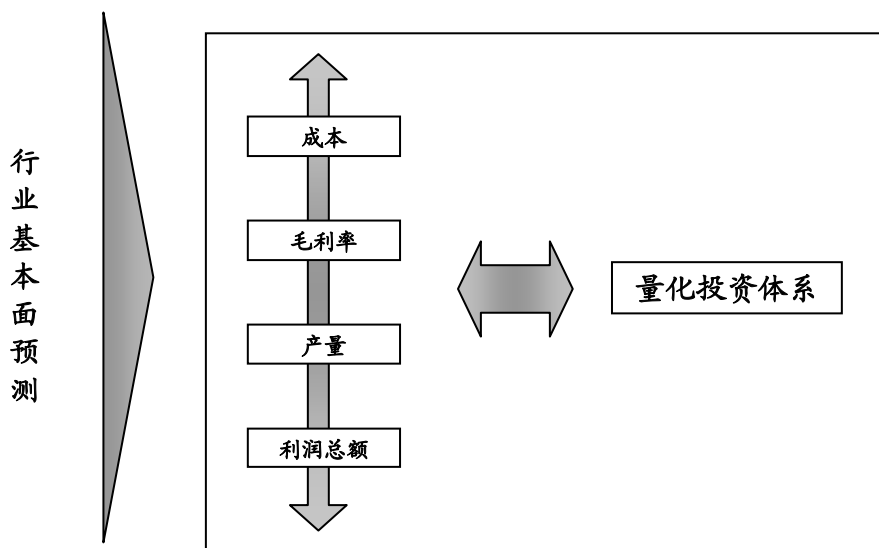 行业基本面预测
成本
毛利率
产量
利润总额
量化投资体系